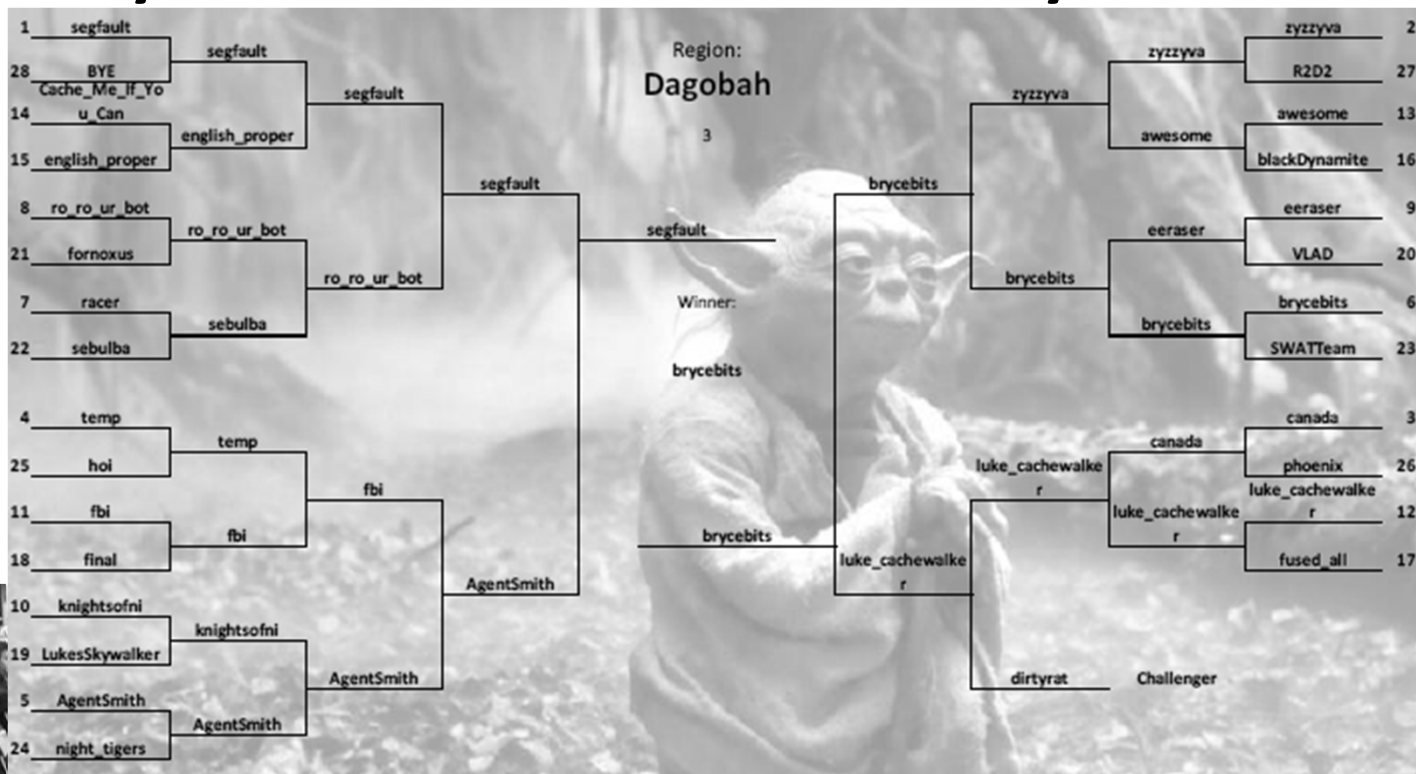 1 segfault
segfault
28 BYE
segfault
Cache_Me_If_Yo
14 u_Can
english_proper
15 english_proper
segfault
8 ro_ro_ur_bot
ro_ro_ur_bot
21 fornoxus
ro_ro_ur_bot
7 racer
sebulba
22 sebulba
segfault
4 temp
temp
25 hoi
fbi
11 fbi
fbi
18 final
AgentSmith
10 knightsofni
knightsofni
19 LukesSkywalker
AgentSmith
5 AgentSmith
AgentSmith
24 night_tigers
Region:
Dagobah
3
Winner:
brycebits
zyzzyva 2
zyzzyva
R2D2 27
zyzzyva
awesome 13
awesome
blackDynamite 16
brycebits
eeraser 9
eeraser
VLAD 20
brycebits
brycebits 6
brycebits
SWATTeam 23
brycebits
canada 3
canada
phoenix 26
luke_cachewalke
r
luke_cachewalke
r 12
luke_cachewalke
r
fused_all 17
luke_cachewalke
r
dirtyrat Challenger